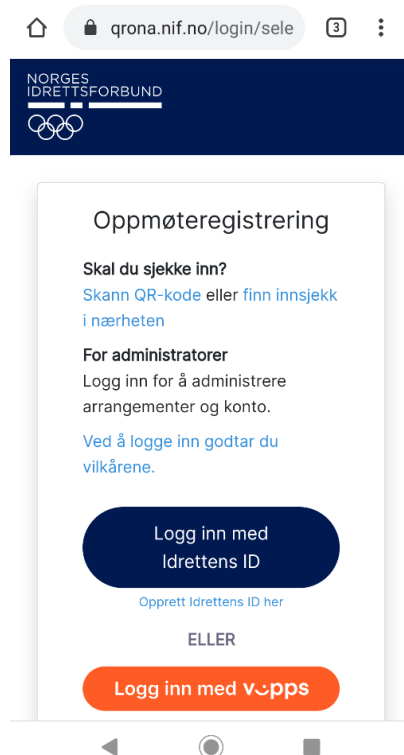 qrona.nif.no/login/sele
3
NORGES
IDRETTSFORBUND
Oppmøteregistrering
Skal du sjekke inn?
Skann QR-kode eller finn innsjekk
i nærheten
For administratorer
Logg inn for å administrere
arrangementer og konto.
Ved å logge inn godtar du
vilkårene.
Logg inn med
Idrettens ID
Opprett Idrettens ID her
ELLER
Logg inn med vipps